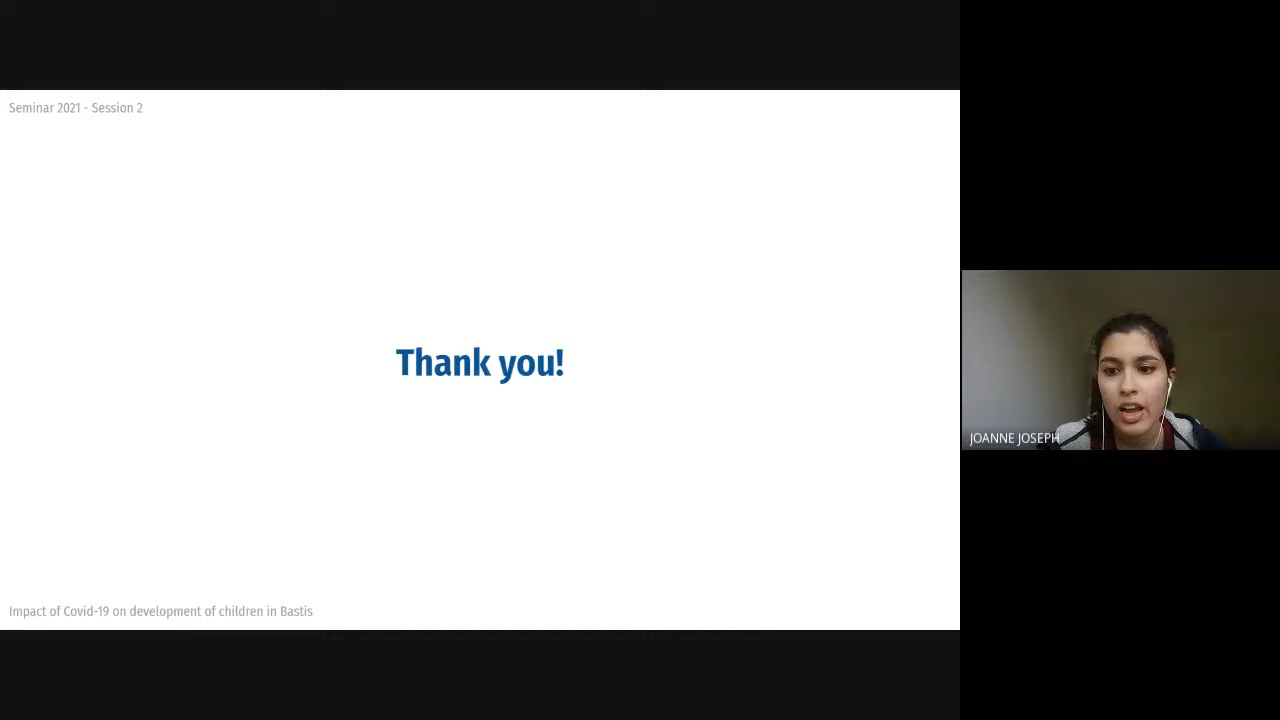 Seminar 2021 - Session 2
Thank you!
JOANNE JOSEPH
Impact of Covid-19 on development of children in Bastis